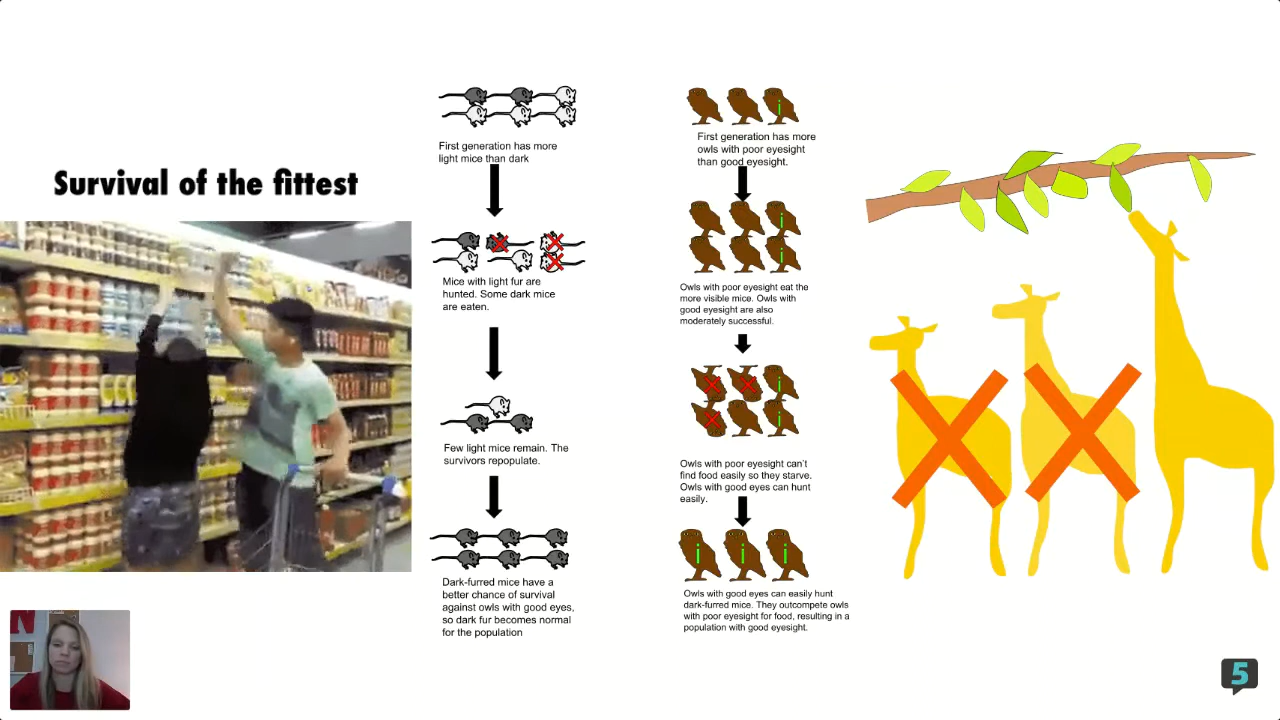 Survival of the fittest
First generation has more
light mice than dark
Mice with light fur are
hunted. Some dark mice
are eaten.
Few light mice remain. The
survivors repopulate.
Dark-furred mice have a
better chance of survival
against owls with good eyes,
so dark fur becomes normal
for the population
i
First generation has more
owls with poor eyesight
than good eyesight.
i
i
Owls with poor eyesight eat the
more visible mice. Owls with
good eyesight are also
moderately successful.
i
i
Owls with poor eyesight can't
find food easily so they starve.
Owls with good eyes can hunt
easily.
i i i
Owls with good eyes can easily hunt
dark-furred mice. They outcompete owls
with poor eyesight for food, resulting in a
population with good eyesight.
N
5